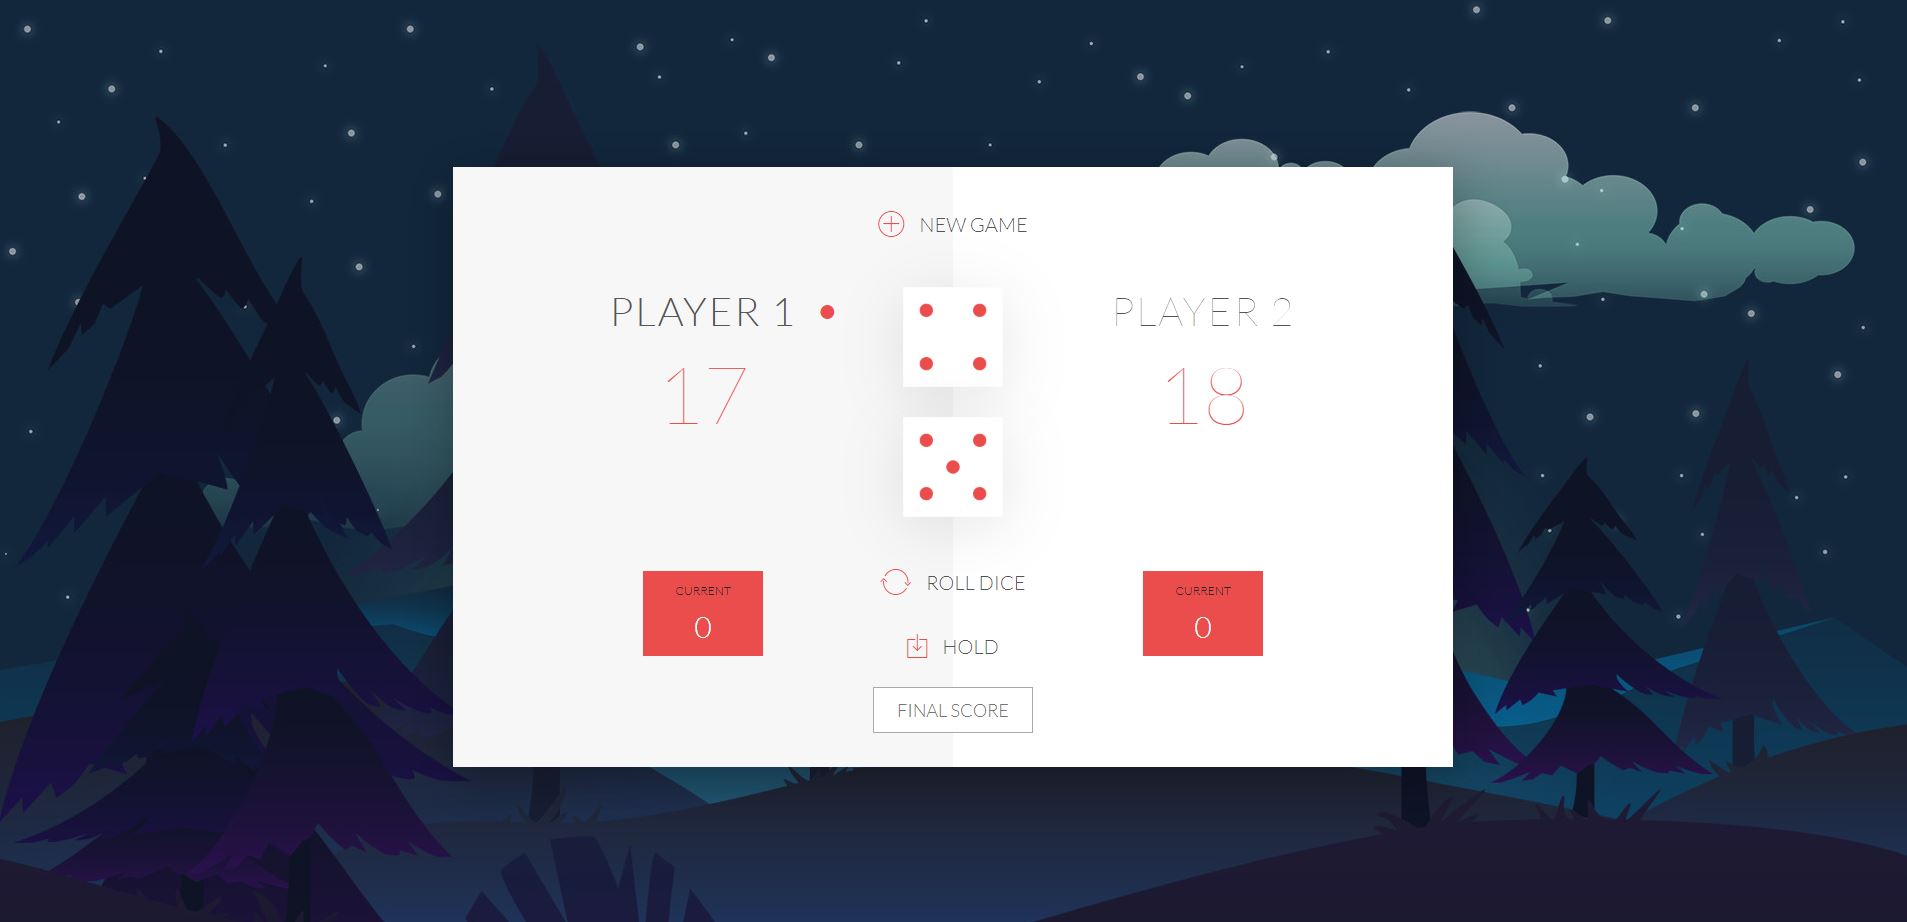 NEW GAME
PLAYER 1
17
PLAYER 2
18
CURRENT
0
ROLL DICE
HOLD
FINAL SCORE
CURRENT
0